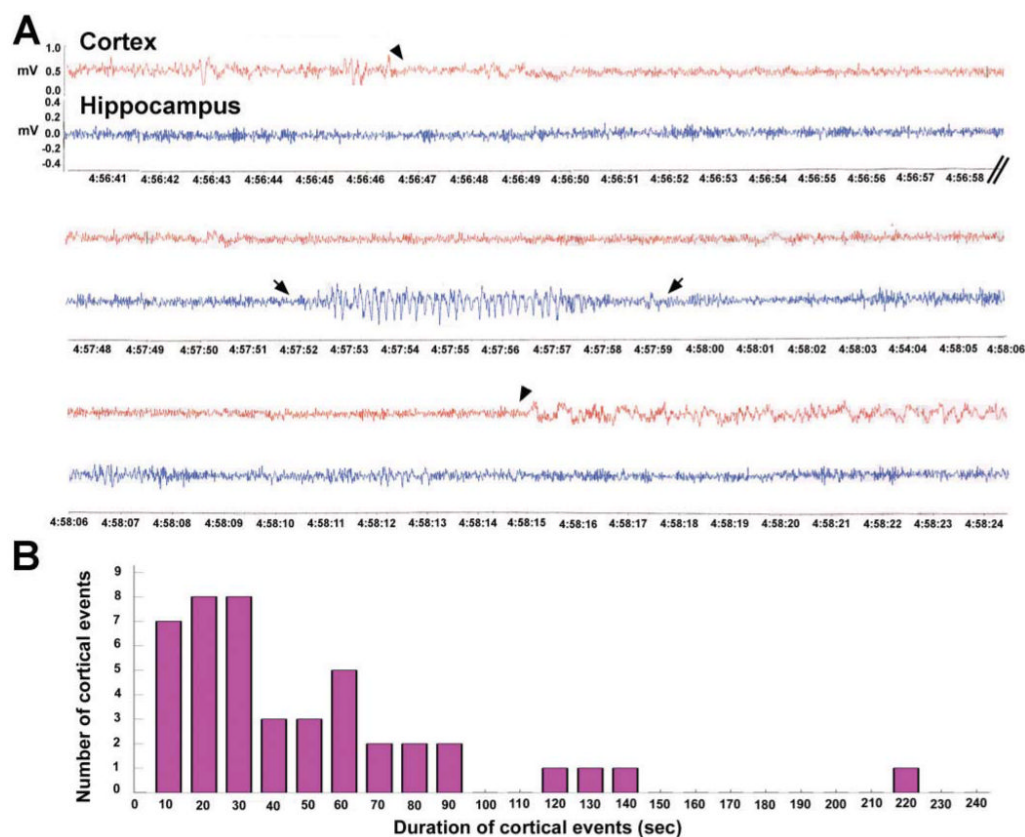 A
Cortex
1.0
mV 0.5
0.0
Hippocampus
0.4
0.2
mV 0.0
-0.2
-0.4
4:56:41 4:56:42 4:56:43 4:56:44 4:56:45 4:56:46 4:56:47 4:56:48 4:56:49 4:56:50 4:56:51 4:56:52 4:56:53 4:56:54 4:56:55 4:56:56 4:56:57 4:56:58
4:57:48 4:57:49 4:57:50 4:57:51 4:57:52 4:57:53 4:57:54 4:57:55 4:57:56 4:57:57 4:57:58 4:57:59 4:58:00 4:58:01 4:58:02 4:58:03 4:54:04 4:58:05 4:58:06
4:58:06 4:58:07 4:58:08 4:58:09 4:58:10 4:58:11 4:58:12 4:58:13 4:58:14 4:58:15 4:58:16 4:58:17 4:58:18 4:58:19 4:58:20 4:58:21 4:58:22 4:58:23 4:58:24
B
Number of cortical events
9
8
7
6
5
4
3
2
1
0
0 10 20 30 40 50 60 70 80 90 100 110 120 130 140 150 160 170 180 190 200 210 220 230 240
Duration of cortical events (sec)